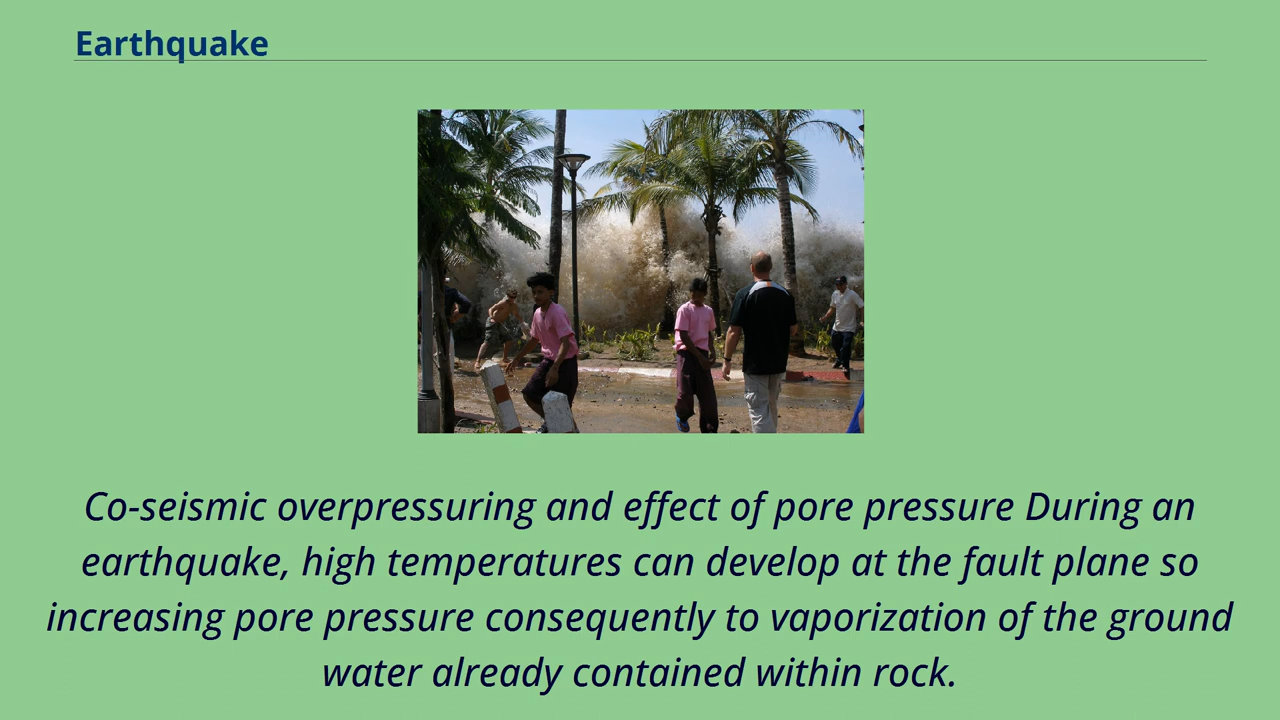 Earthquake
Co-seismic overpressuring and effect of pore pressure During an
earthquake, high temperatures can develop at the fault plane so
increasing pore pressure consequently to vaporization of the ground
water already contained within rock.